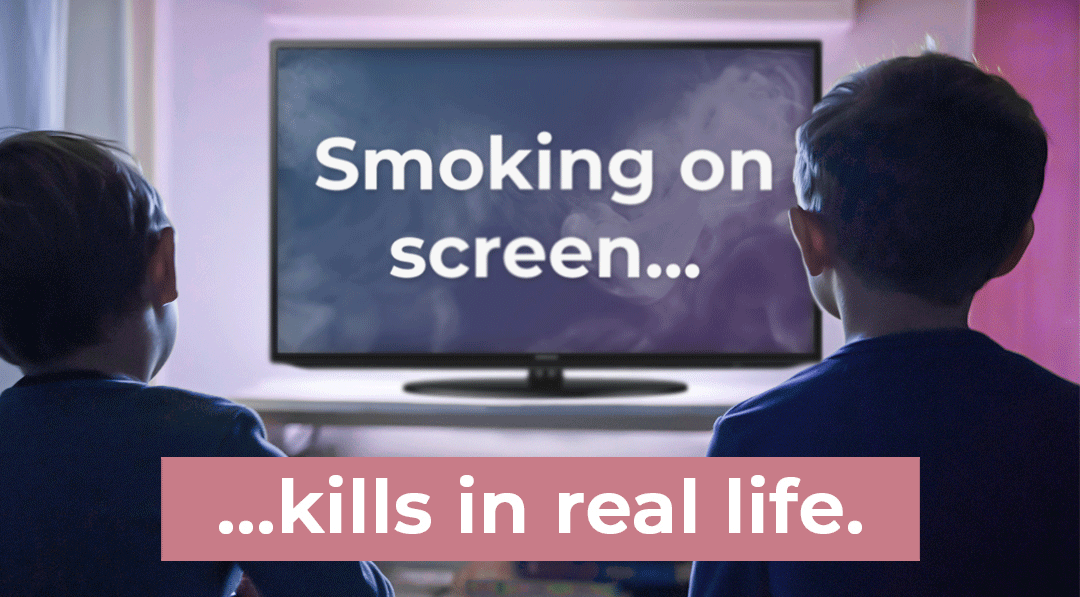 Smoking on
screen...
...kills in real life.